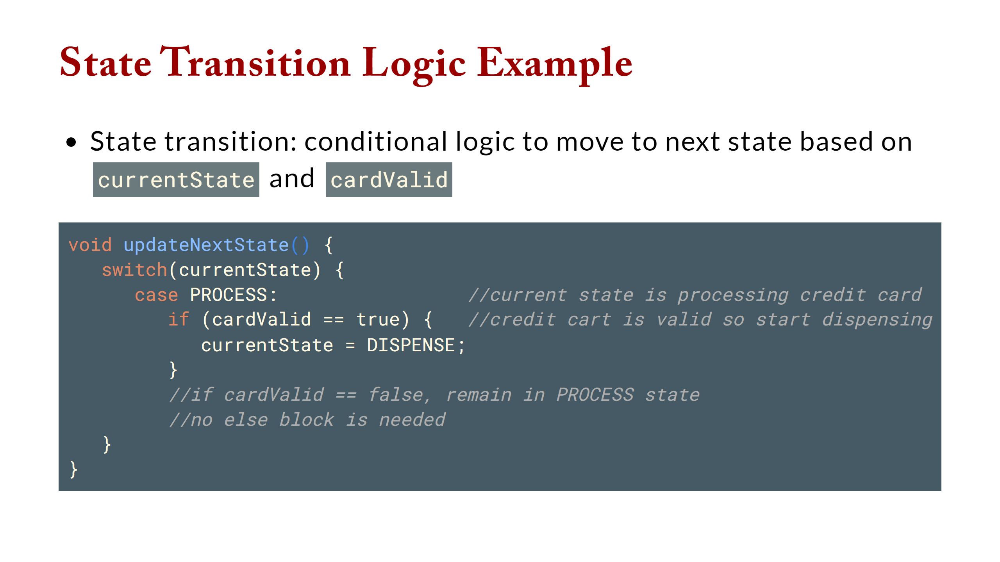 State Transition Logic Example
• State transition: conditional logic to move to next state based on
currentState and cardValid
void updateNextState() {
   switch(currentState) {
      case PROCESS:                 //current state is processing credit card
         if (cardValid == true) {   //credit cart is valid so start dispensing
            currentState = DISPENSE;
         }
         //if cardValid == false, remain in PROCESS state
         //no else block is needed
   }
}